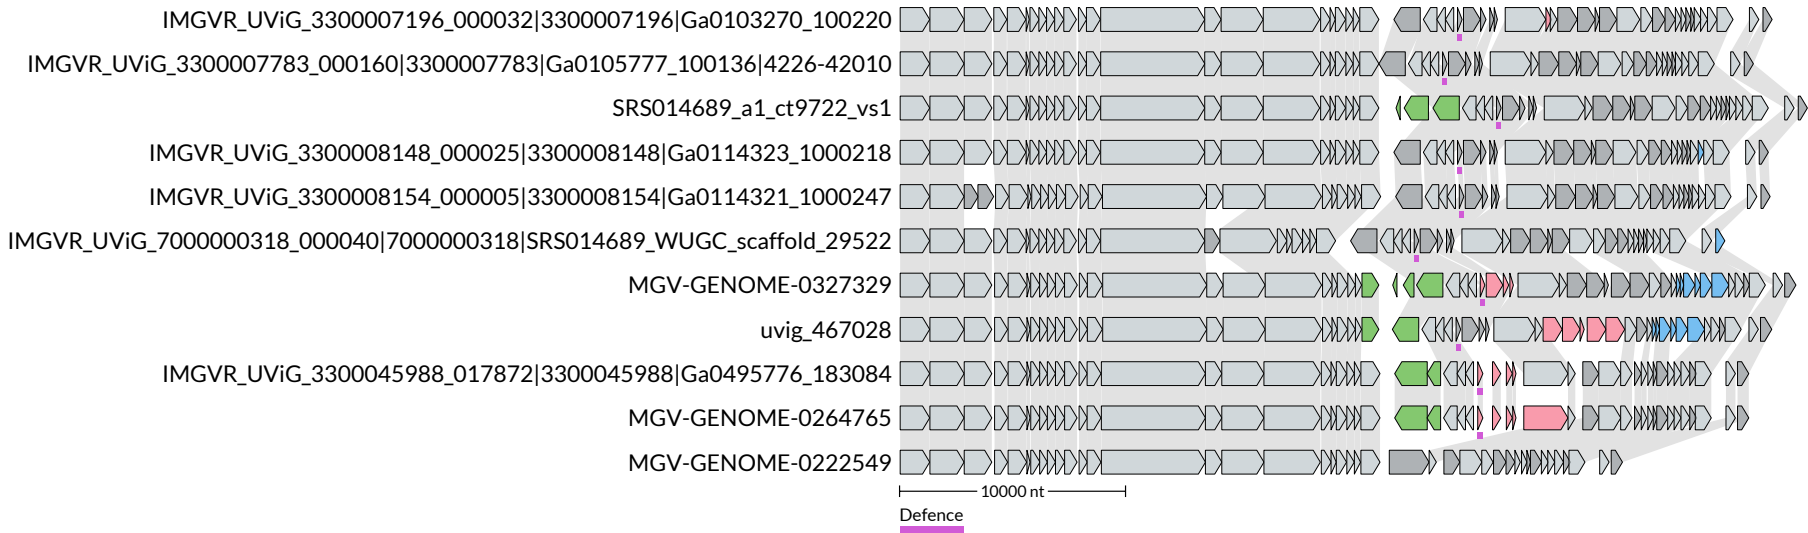 IMGVR_UViG_3300007196_000032|3300007196|Ga0103270_100220
IMGVR_UViG_3300007783_000160|3300007783|Ga0105777_100136|4226-42010
SRS014689_a1_ct9722_vs1
IMGVR_UViG_3300008148_000025|3300008148|Ga0114323_1000218
IMGVR_UViG_3300008154_000005|3300008154|Ga0114321_1000247
IMGVR_UViG_7000000318_000040|7000000318|SRS014689_WUGC_scaffold_29522
MGV-GENOME-0327329
uvig_467028
IMGVR_UViG_3300045988_017872|3300045988|Ga0495776_183084
MGV-GENOME-0264765
MGV-GENOME-0222549
10000 nt
Defence